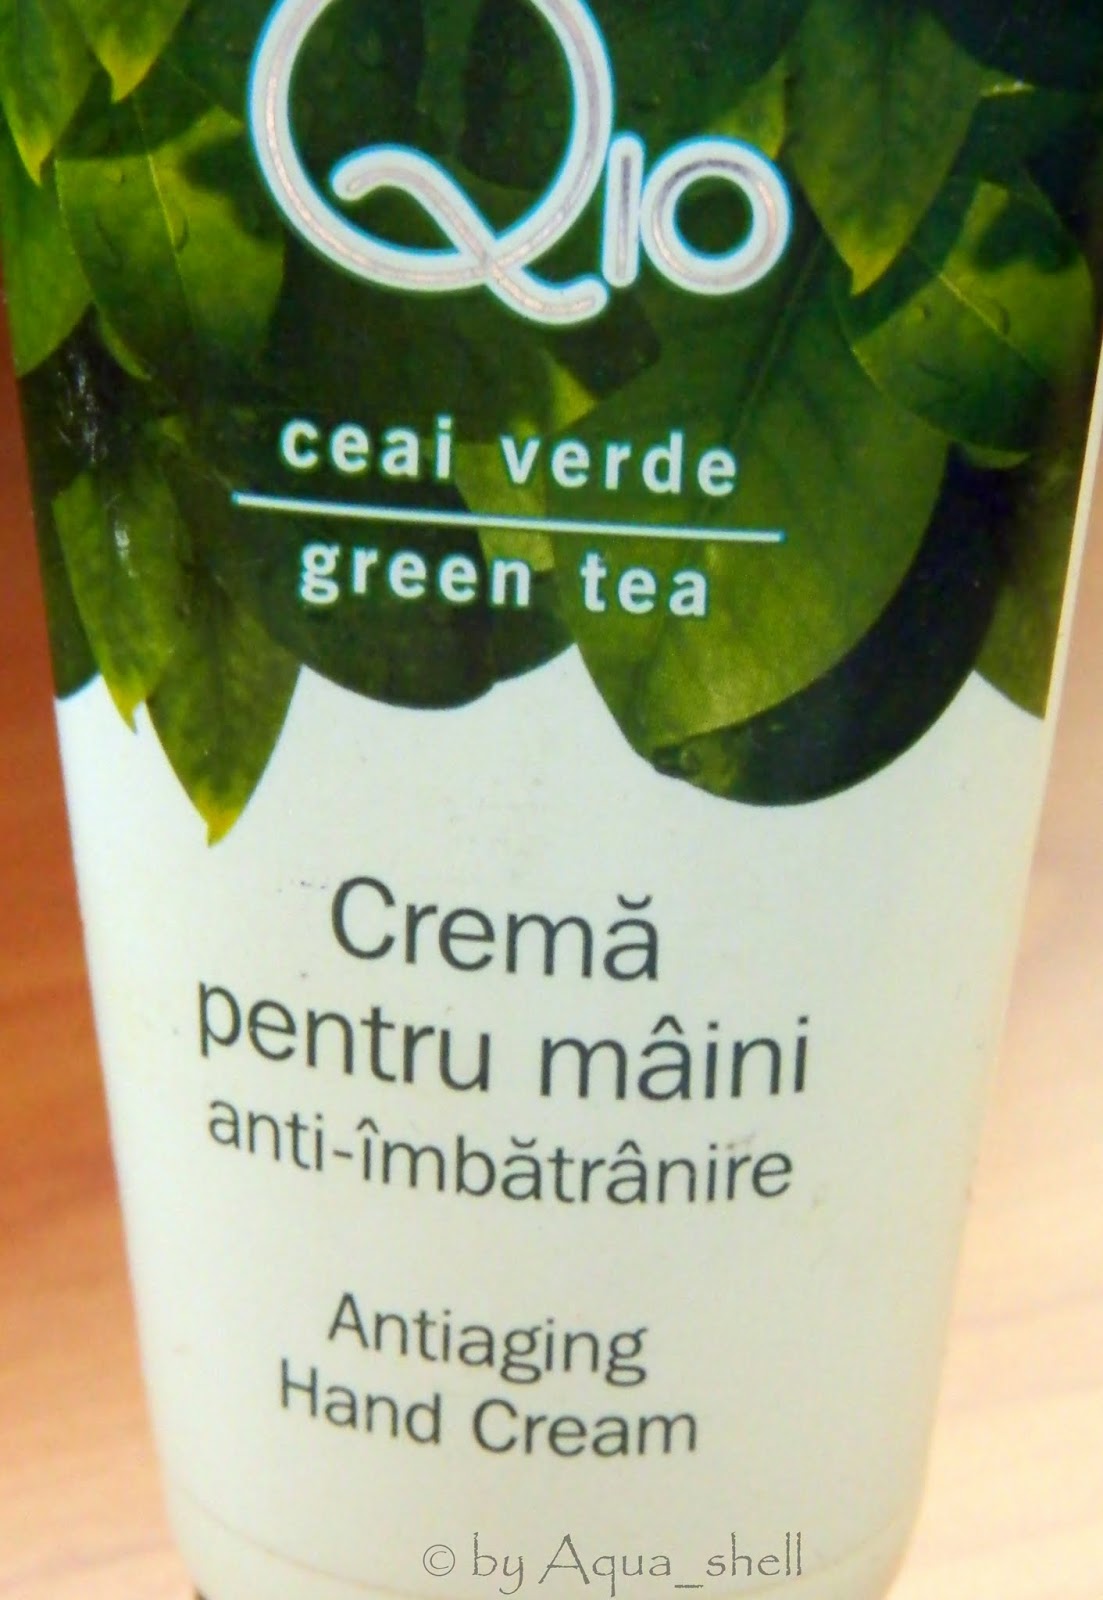 Q10
ceai verde
green tea
Cremă
pentru mâini
anti-îmbătrânire
Antiaging
Hand Cream
© by Aqua_shell